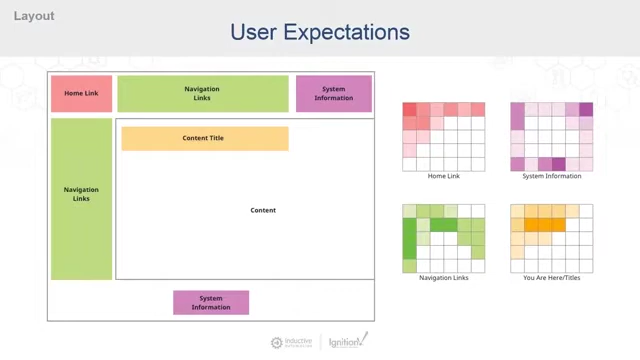 Layout
User Expectations
Home Link
Navigation
Links
System
Information
Content Title
Navigation
Links
Content
System
Information
Home Link
System Information
Navigation Links
You Are Here/Titles
inductive
automation
Ignition